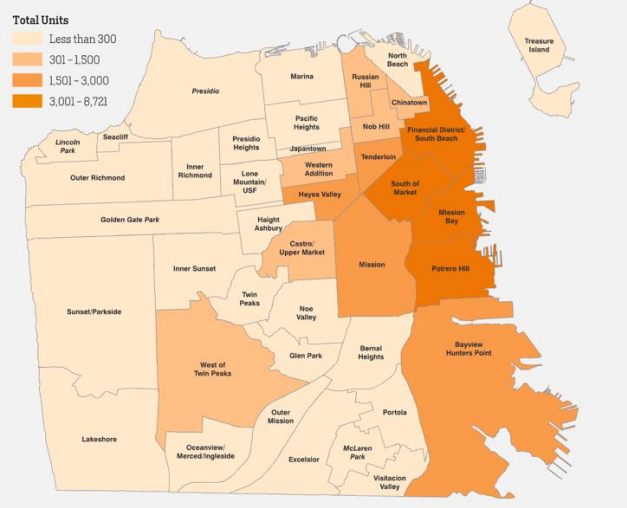 Total Units
Less than 300
301 - 1,500
1,501 - 3,000
3,001 - 8,721
Treasure
Island
North
Beach
Marina
Russian
Hill
Presidio
Chinatown
Pacific
Heights
Nob Hill
Financial District/
South Beach
Lincoln
Park
Seacliff
Presidio
Heights
Japantown
Tenderloin
Outer Richmond
Inner
Richmond
Lone
Mountain/
USF
Western
Addition
South of
Market
Hayes Valley
Golden Gate Park
Haight
Ashbury
Mission
Bay
Castro/
Upper Market
Inner Sunset
Mission
Potrero Hill
Twin
Peaks
Sunset/Parkside
Noe
Valley
Bayview
Hunters Point
Glen Park
Bernal
Heights
West of
Twin Peaks
Outer
Mission
Portola
Lakeshore
Oceanview/
Merced/Ingleside
McLaren
Park
Excelsior
Visitacion
Valley